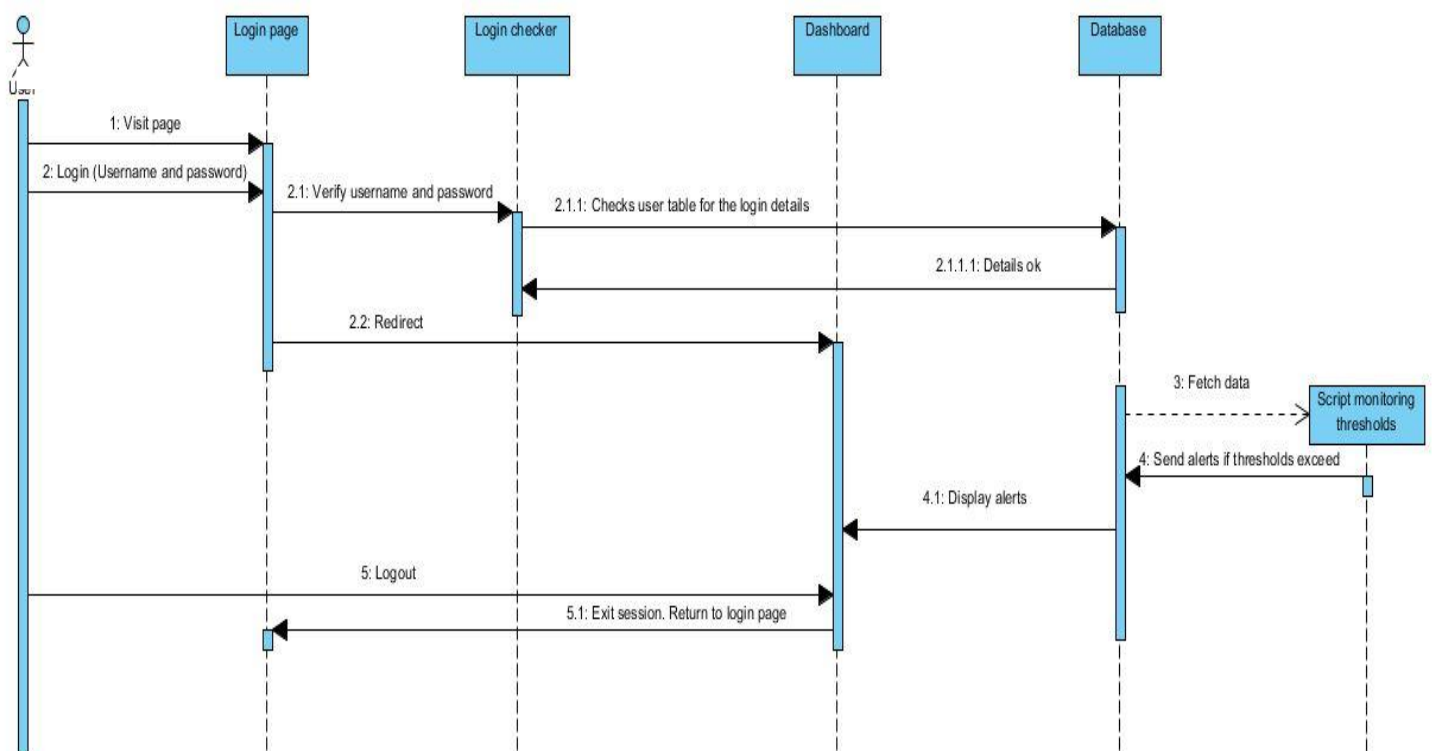 Login page
Login checker
Dashboard
Database
User
1: Visit page
2: Login (Username and password)
2.1: Verify username and password
2.1.1: Checks user table for the login details
2.1.1.1: Details ok
2.2: Redirect
3: Fetch data
Script monitoring
thresholds
4: Send alerts if thresholds exceed
4.1: Display alerts
5: Logout
5.1: Exit session. Return to login page